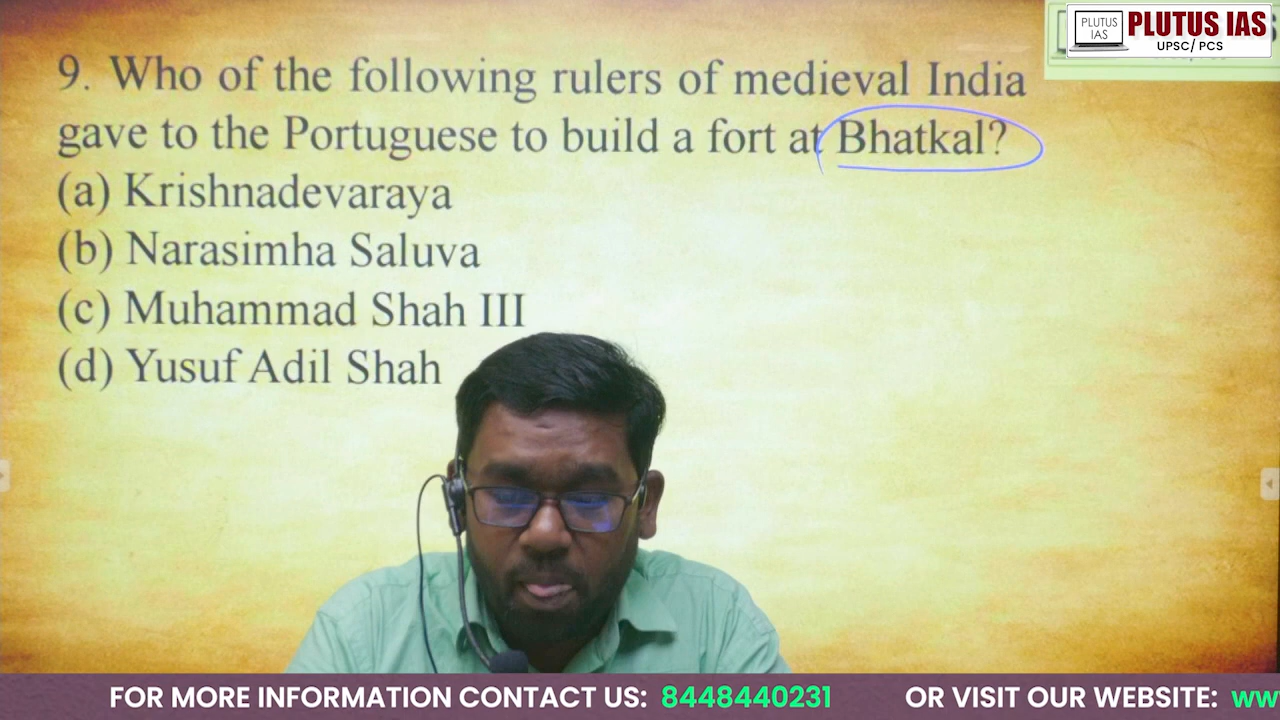 PLUTUS IAS
PLUTUS IAS
UPSC/ PCS
9. Who of the following rulers of medieval India
gave to the Portuguese to build a fort at Bhatkal?
(a) Krishnadevaraya
(b) Narasimha Saluva
(c) Muhammad Shah III
(d) Yusuf Adil Shah
FOR MORE INFORMATION CONTACT US: 8448440231 OR VISIT OUR WEBSITE: ww